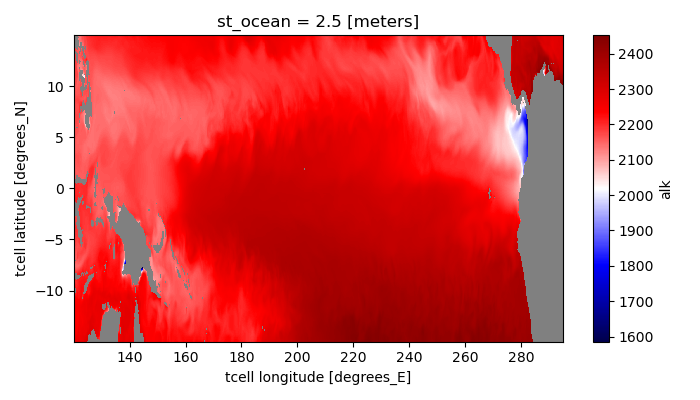 st_ocean = 2.5 [meters]
tcell latitude [degrees_N]
10
5
0
−5
−10
140 160 180 200 220 240 260 280
tcell longitude [degrees_E]
2400
2300
2200
2100
2000
1900
1800
1700
1600
alk